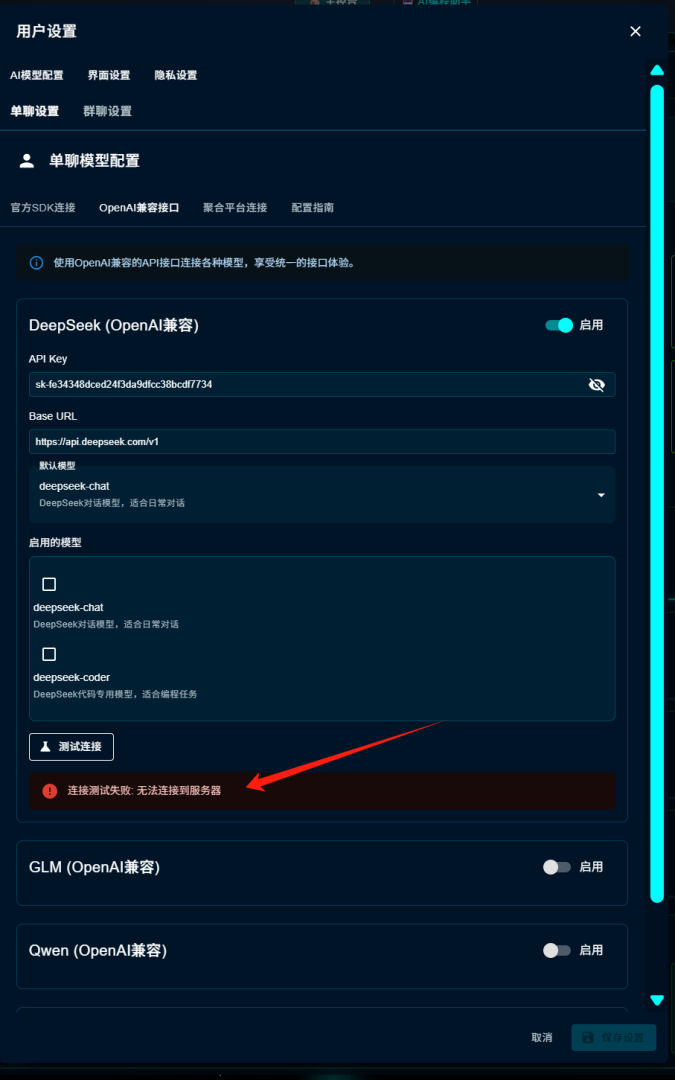 AI编程助手
用户设置
AI模型配置 界面设置 隐私设置
单聊设置 群聊设置
单聊模型配置
官方SDK连接 OpenAI兼容接口 聚合平台连接 配置指南
使用OpenAI兼容的API接口连接各种模型，享受统一的接口体验。
DeepSeek (OpenAI兼容) 启用
API Key
sk-fe34348dced24f3da9dfcc38bcdf7734
Base URL
https://api.deepseek.com/v1
默认模型
deepseek-chat
DeepSeek对话模型，适合日常对话
启用的模型
deepseek-chat
DeepSeek对话模型，适合日常对话
deepseek-coder
DeepSeek代码专用模型，适合编程任务
测试连接
连接测试失败: 无法连接到服务器
GLM (OpenAI兼容) 启用
Qwen (OpenAI兼容) 启用
取消 保存设置